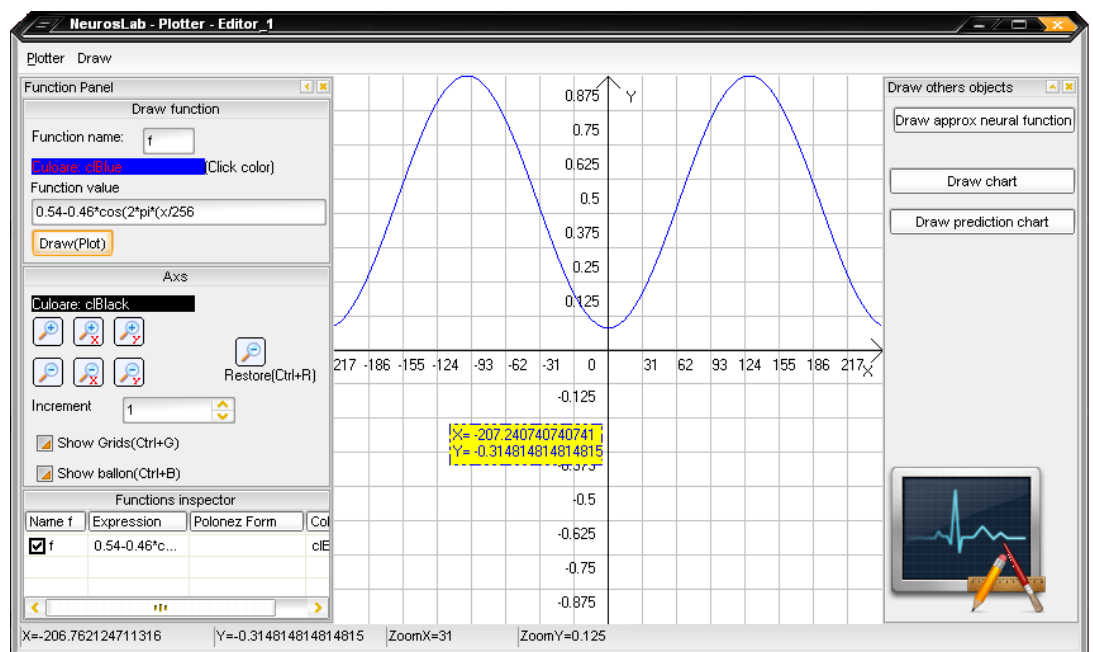 NeurosLab - Plotter - Editor_1
Plotter Draw
Function Panel
Draw function
Function name: f
Culoare: clBlue (Click color)
Function value
0.54-0.46*cos(2*pi*(x/256
Draw(Plot)
Axs
Culoare: clBlack
x y
x y
Restore(Ctrl+R)
Increment 1
Show Grids(Ctrl+G)
Show ballon(Ctrl+B)
Functions inspector
Name f Expression Polonez Form Col
f 0.54-0.46*c... clE
0.875 Y
0.75
0.625
0.5
0.375
0.25
0.125
217 -186 -155 -124 -93 -62 -31 0 31 62 93 124 155 186 217 X
-0.125
X= -207.240740740741
Y= -0.314814814814815
-0.375
-0.5
-0.625
-0.75
-0.875
Draw others objects
Draw approx neural function
Draw chart
Draw prediction chart
X=-206.762124711316 Y=-0.314814814814815 ZoomX=31 ZoomY=0.125